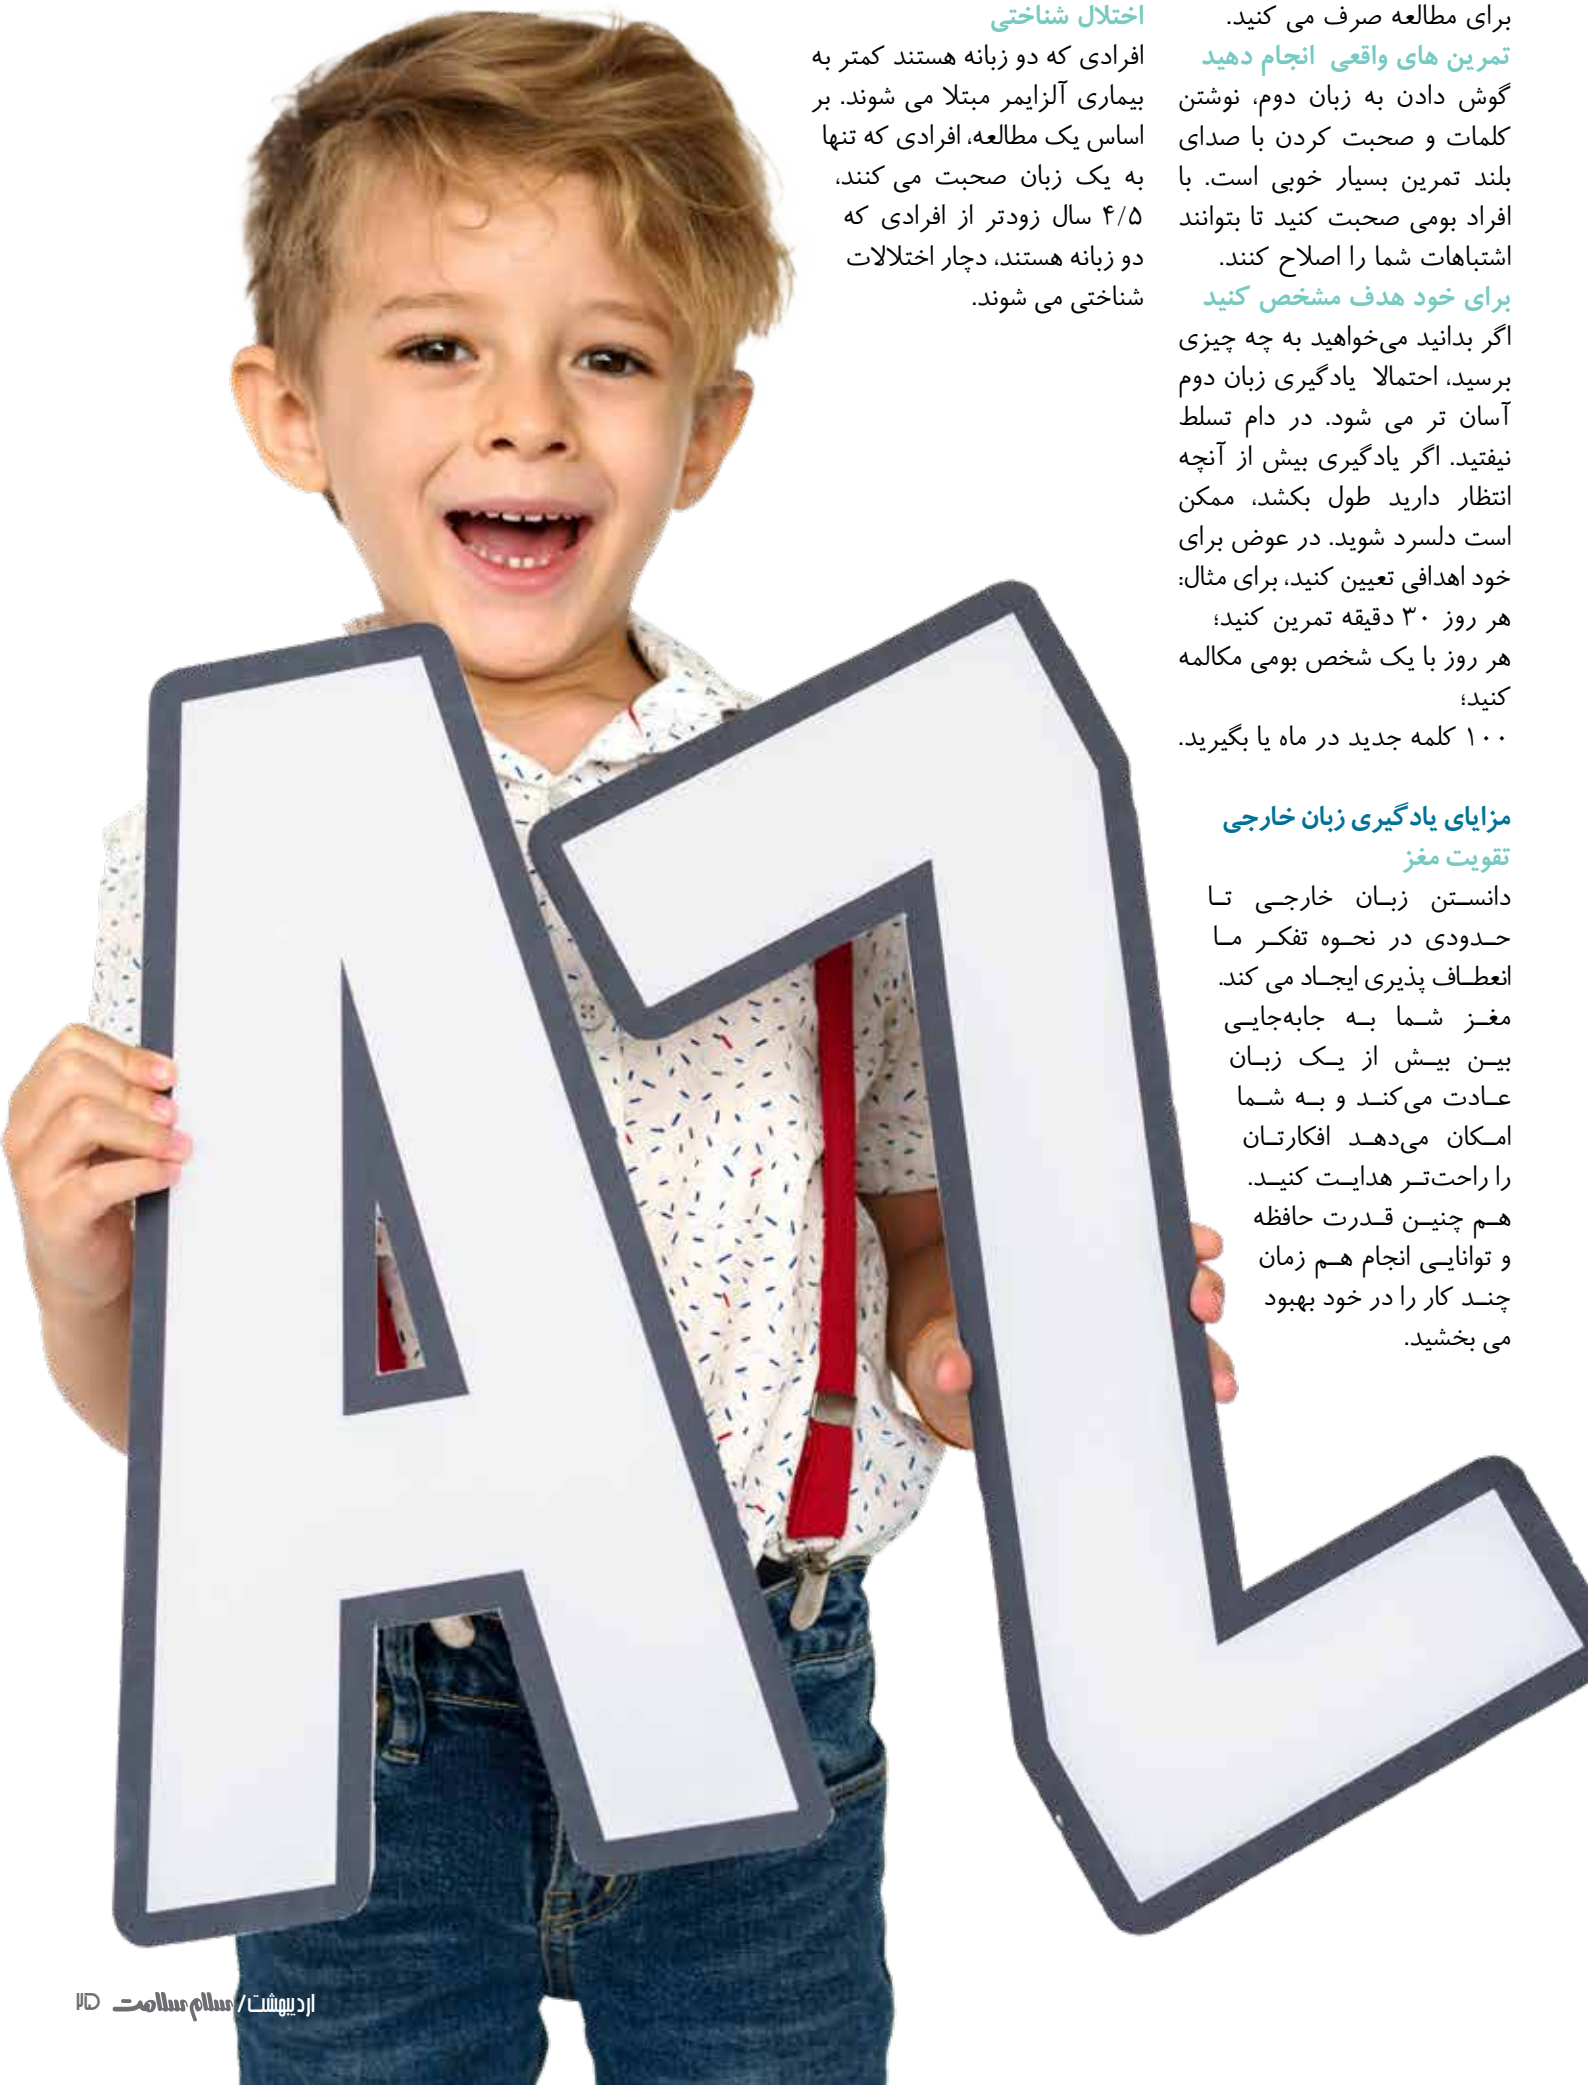 برای مطالعه صرف می کنید.
تمرین های واقعی انجام دهید
گوش دادن به زبان دوم، نوشتن
کلمات و صحبت کردن با صدای
بلند تمرین بسیار خوبی است. با
افراد بومی صحبت کنید تا بتوانند
اشتباهات شما را اصلاح کنند.
برای خود هدف مشخص کنید
اگر بدانید می‌خواهید به چه چیزی
برسید، احتمالا یادگیری زبان دوم
آسان تر می شود. در دام تسلط
نیفتید. اگر یادگیری بیش از آنچه
انتظار دارید طول بکشد، ممکن
است دلسرد شوید. در عوض برای
خود اهدافی تعیین کنید، برای مثال:
هر روز ۳۰ دقیقه تمرین کنید؛
هر روز با یک شخص بومی مکالمه
کنید؛
۱۰۰ کلمه جدید در ماه یا بگیرید.
مزایای یادگیری زبان خارجی
تقویت مغز
دانستن زبان خارجی تا
حدودی در نحوه تفکر ما
انعطاف پذیری ایجاد می کند.
مغز شما به جابه‌جایی
بین بیش از یک زبان
عادت می‌کند و به شما
امکان می‌دهد افکارتان
را راحت‌تر هدایت کنید.
هم چنین قدرت حافظه
و توانایی انجام هم زمان
چند کار را در خود بهبود
می بخشید.
اختلال شناختی
افرادی که دو زبانه هستند کمتر به
بیماری آلزایمر مبتلا می شوند. بر
اساس یک مطالعه، افرادی که تنها
به یک زبان صحبت می کنند،
۴/۵ سال زودتر از افرادی که
دو زبانه هستند، دچار اختلالات
شناختی می شوند.
A Z
اردیبهشت/ سلام سلامت ۲۵